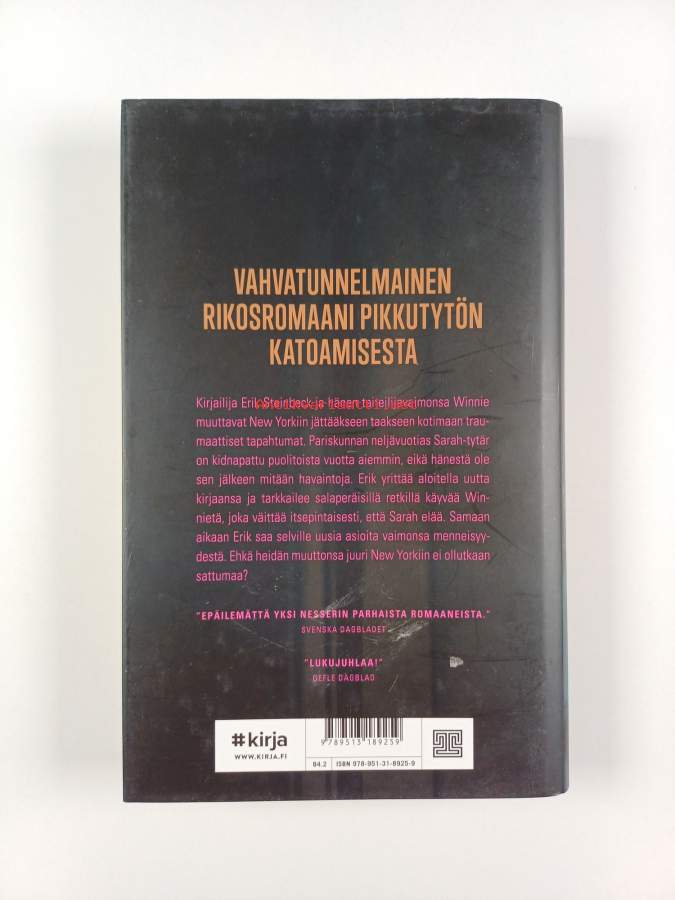 VAHVATUNNELMAINEN
RIKOSROMAANI PIKKUTYTÖN
KATOAMISESTA
Kirjailija Erik Steinbeck ja hänen taiteilijavaimonsa Winnie
muuttavat New Yorkiin jättääkseen taakseen kotimaan trau-
maattiset tapahtumat. Pariskunnan neljävuotias Sarah-tytär
on kidnapattu puolitoista vuotta aiemmin, eikä hänestä ole
sen jälkeen mitään havaintoja. Erik yrittää aloitella uutta
kirjaansa ja tarkkailee salaperäisillä retkillä käyvää Win-
nietä, joka väittää itsepintaisesti, että Sarah elää. Samaan
aikaan Erik saa selville uusia asioita vaimonsa menneisyy-
destä. Ehkä heidän muuttonsa juuri New Yorkiin ei ollutkaan
sattumaa?
"EPÄILEMÄTTÄ YKSI NESSERIN PARHAISTA ROMAANEISTA."
SVENSKA DAGBLADET
"LUKUJUHLAA!"
GEFLE DAGBLAD
#kirja
WWW.KIRJA.FI
9789513189259
84.2
ISBN 978-951-31-8925-9